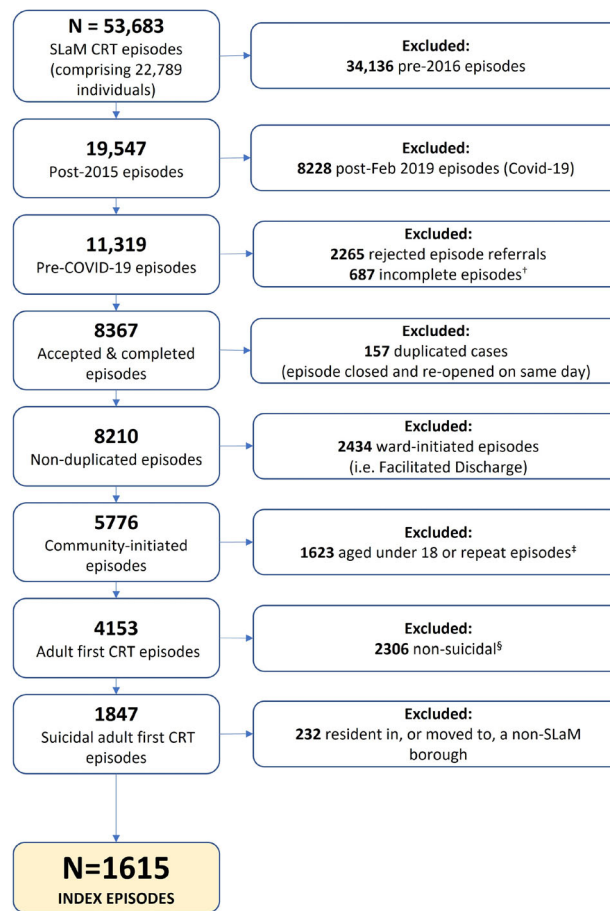 N = 53,683
SLaM CRT episodes
(comprising 22,789
individuals)
Excluded:
34,136 pre-2016 episodes
19,547
Post-2015 episodes
Excluded:
8228 post-Feb 2019 episodes (Covid-19)
11,319
Pre-COVID-19 episodes
Excluded:
2265 rejected episode referrals
687 incomplete episodes†
8367
Accepted & completed
episodes
Excluded:
157 duplicated cases
(episode closed and re-opened on same day)
8210
Non-duplicated episodes
Excluded:
2434 ward-initiated episodes
(i.e. Facilitated Discharge)
5776
Community-initiated
episodes
Excluded:
1623 aged under 18 or repeat episodes‡
4153
Adult first CRT episodes
Excluded:
2306 non-suicidal§
1847
Suicidal adult first CRT
episodes
Excluded:
232 resident in, or moved to, a non-SLaM
borough
N=1615
INDEX EPISODES